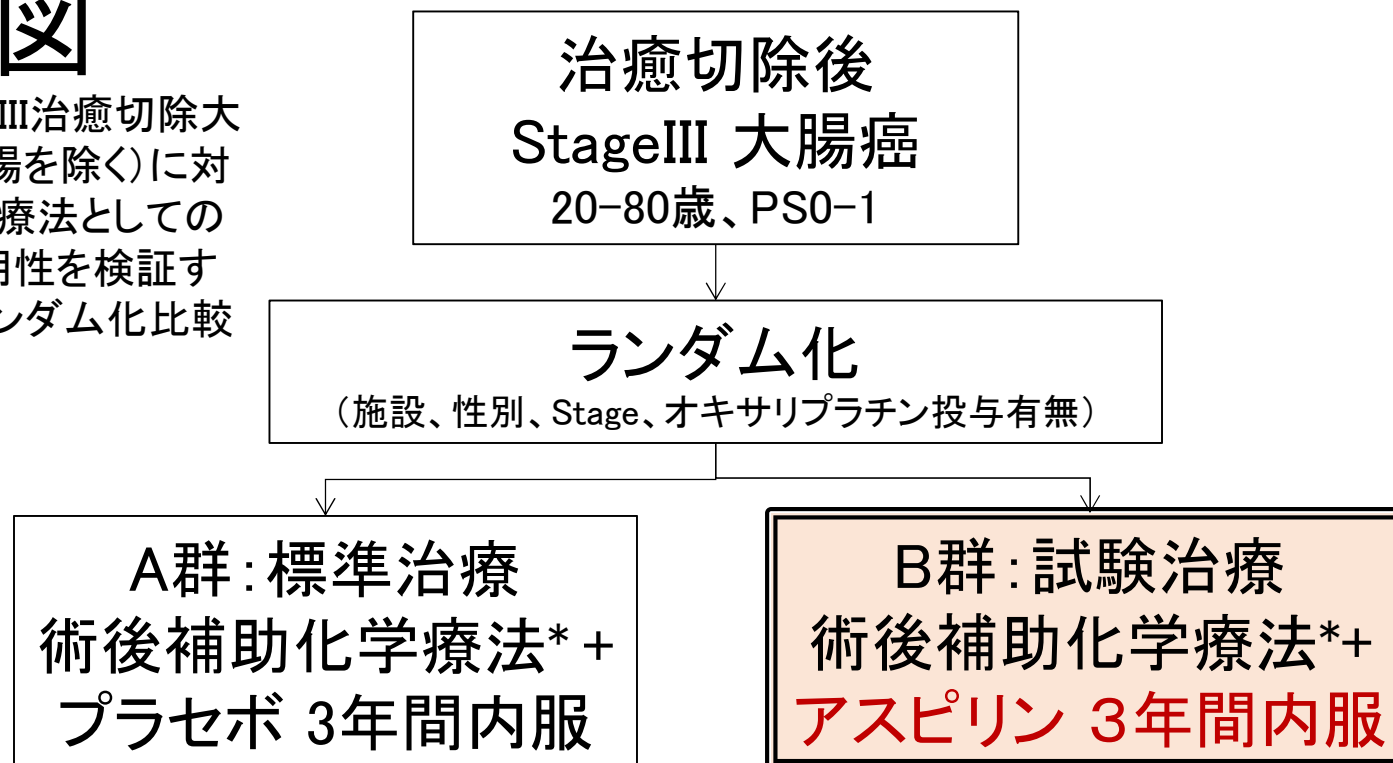 図
III治癒切除大
腸を除く)に対
療法としての
用性を検証す
ンダム化比較
治癒切除後
StageIII 大腸癌
20-80歳、PS0-1
ランダム化
(施設、性別、Stage、オキサリプラチン投与有無)
A群:標準治療
術後補助化学療法*+
プラセボ 3年間内服
B群:試験治療
術後補助化学療法*+
アスピリン 3年間内服